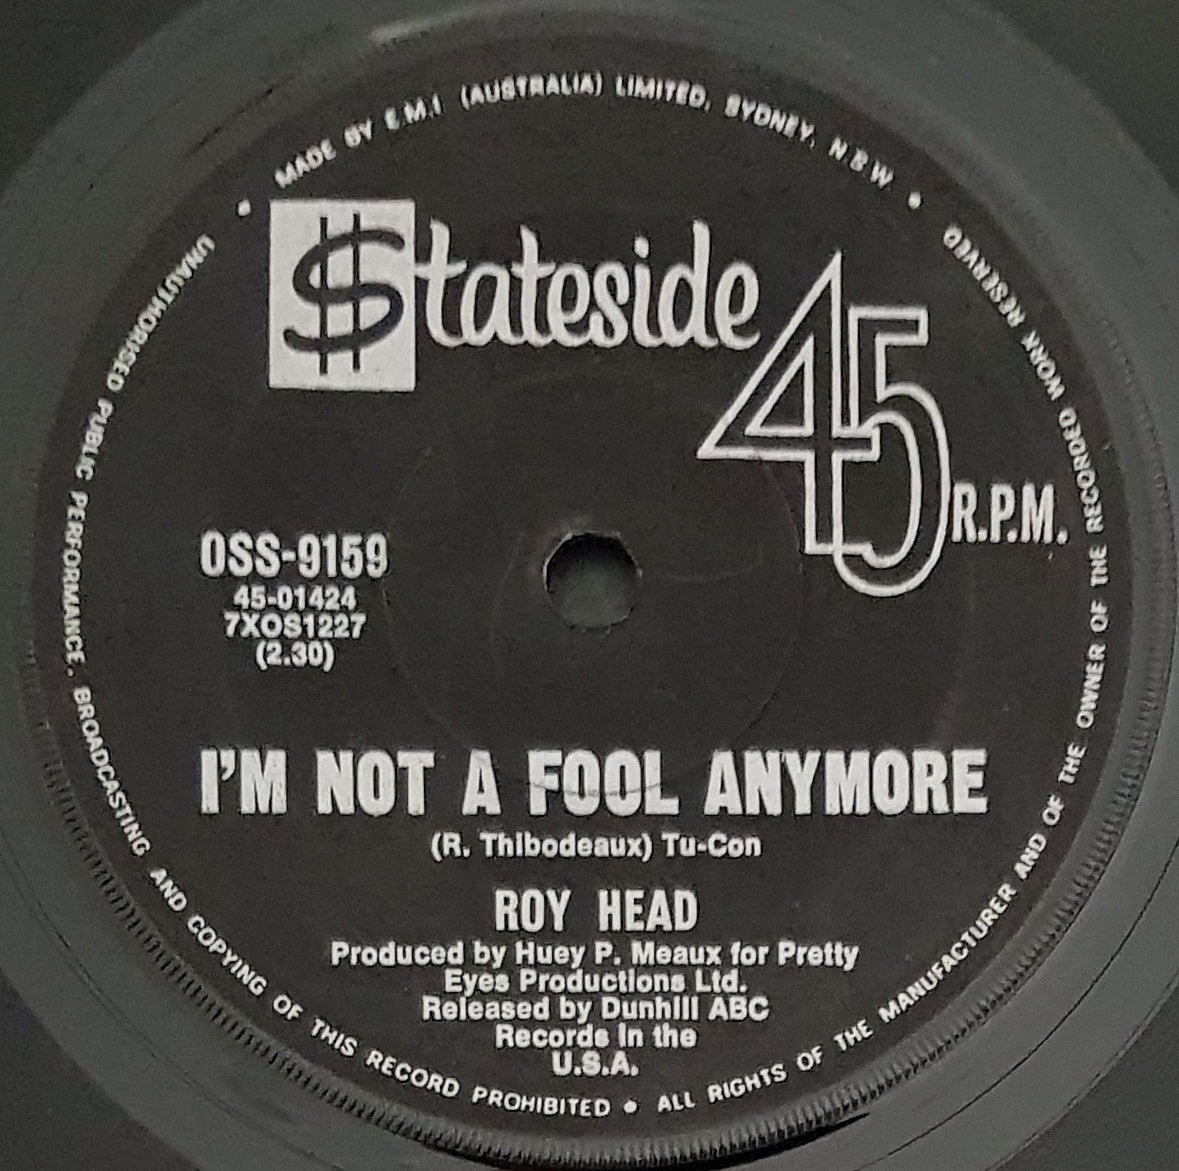 MADE BY E.M.I (AUSTRALIA) LIMITED, SYDNEY, N S W •
$tateside
45
R.P.M.
OSS-9159
45-01424
7XOS1227
(2.30)
I'M NOT A FOOL ANYMORE
(R. Thibodeaux) Tu-Con
ROY HEAD
Produced by Huey P. Meaux for Pretty
Eyes Productions Ltd.
Released by Dunhill ABC
Records in the
U.S.A.
ALL RIGHTS OF THE MANUFACTURER AND OF THE OWNER OF THE RECORDED WORK RESERVED
UNAUTHORISED PUBLIC PERFORMANCE, BROADCASTING AND COPYING OF THIS RECORD PROHIBITED •